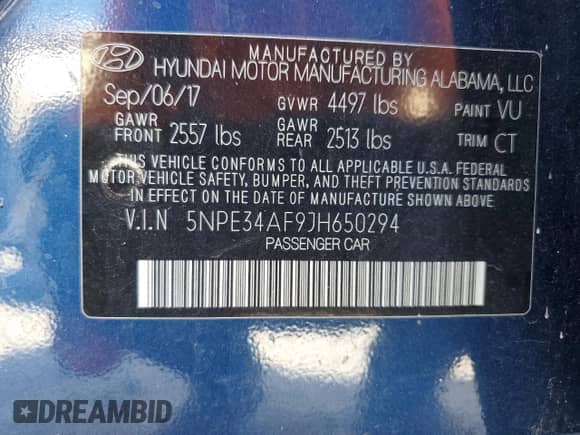 MANUFACTURED BY
HYUNDAI MOTOR MANUFACTURING ALABAMA, LLC
Sep/06/17 GVWR 4497 lbs PAINT VU
GAWR FRONT 2557 lbs GAWR REAR 2513 lbs TRIM CT
THIS VEHICLE CONFORMS TO ALL APPLICABLE U.S.A. FEDERAL
MOTOR VEHICLE SAFETY, BUMPER, AND THEFT PREVENTION STANDARDS
IN EFFECT ON THE DATE OF MANUFACTURE SHOWN ABOVE.
V.I.N 5NPE34AF9JH650294
PASSENGER CAR
DREAMBID